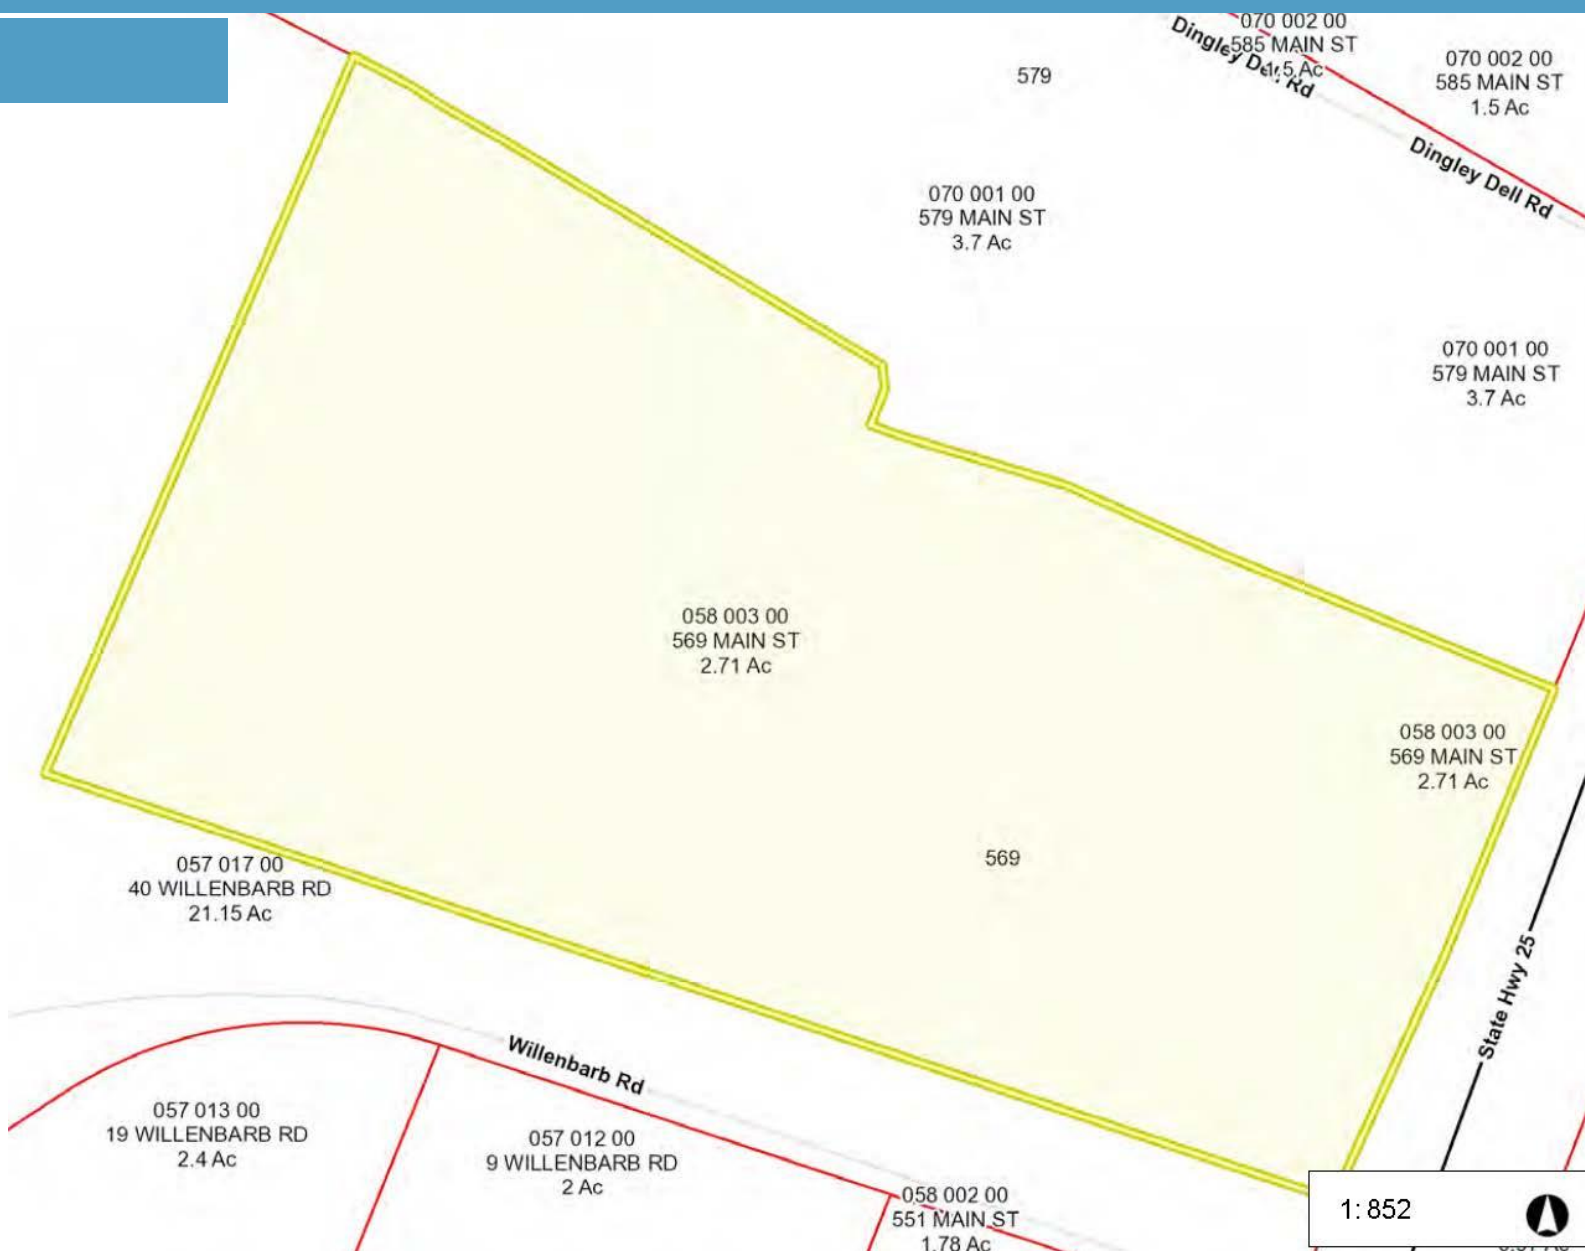 070 002 00
585 MAIN ST
1.5 Ac
Dingley Dell Rd
579
070 002 00
585 MAIN ST
1.5 Ac
Dingley Dell Rd
070 001 00
579 MAIN ST
3.7 Ac
070 001 00
579 MAIN ST
3.7 Ac
058 003 00
569 MAIN ST
2.71 Ac
058 003 00
569 MAIN ST
2.71 Ac
569
057 017 00
40 WILLENBARB RD
21.15 Ac
State Hwy 25
Willenbarb Rd
057 013 00
19 WILLENBARB RD
2.4 Ac
057 012 00
9 WILLENBARB RD
2 Ac
058 002 00
551 MAIN ST
1.78 Ac
1: 852